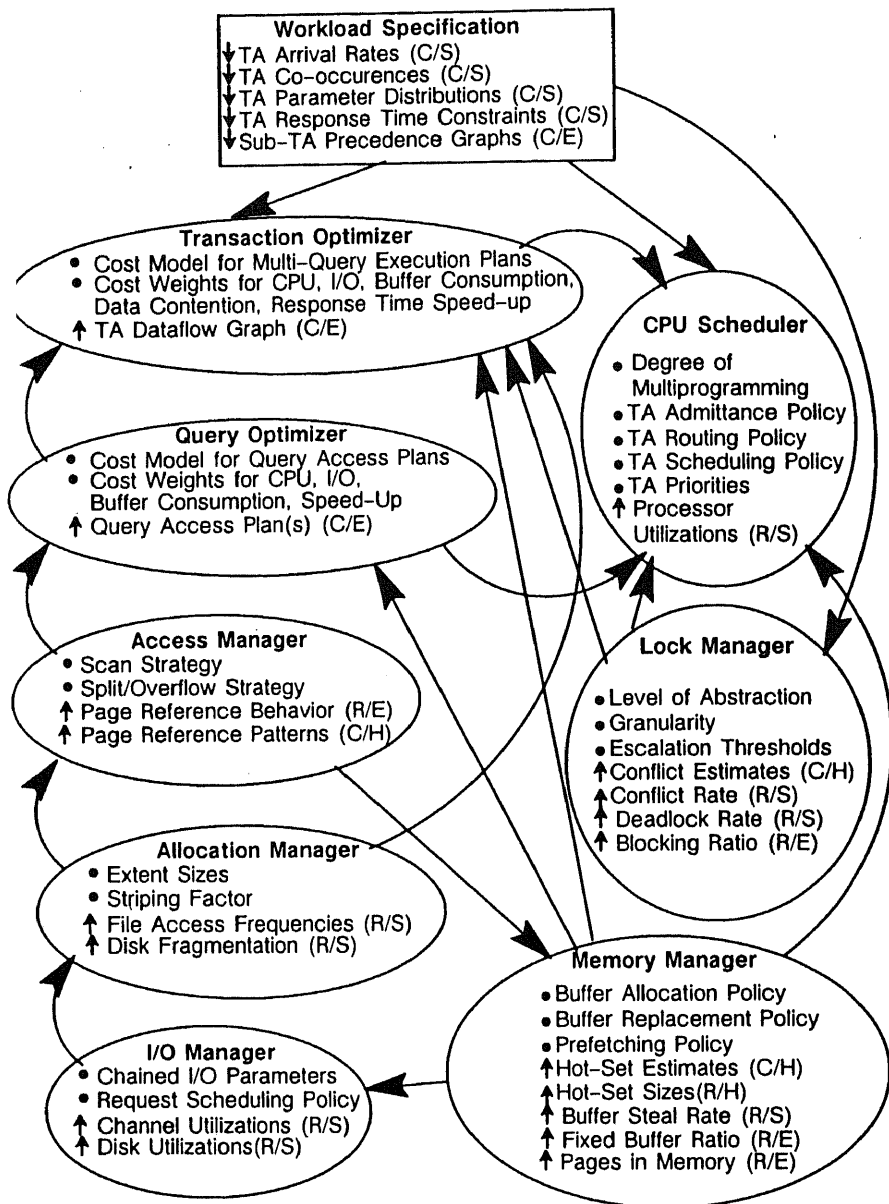 Workload Specification
↓TA Arrival Rates (C/S)
↓TA Co-occurences (C/S)
↓TA Parameter Distributions (C/S)
↓TA Response Time Constraints (C/S)
↓Sub-TA Precedence Graphs (C/E)
Transaction Optimizer
• Cost Model for Multi-Query Execution Plans
• Cost Weights for CPU, I/O, Buffer Consumption,
Data Contention, Response Time Speed-up
↑ TA Dataflow Graph (C/E)
CPU Scheduler
• Degree of
Multiprogramming
• TA Admittance Policy
• TA Routing Policy
• TA Scheduling Policy
• TA Priorities
↑ Processor
Utilizations (R/S)
Query Optimizer
• Cost Model for Query Access Plans
• Cost Weights for CPU, I/O,
Buffer Consumption, Speed-Up
↑ Query Access Plan(s) (C/E)
Access Manager
• Scan Strategy
• Split/Overflow Strategy
↑ Page Reference Behavior (R/E)
↑ Page Reference Patterns (C/H)
Lock Manager
• Level of Abstraction
• Granularity
• Escalation Thresholds
↑ Conflict Estimates (C/H)
↑ Conflict Rate (R/S)
↑ Deadlock Rate (R/S)
↑ Blocking Ratio (R/E)
Allocation Manager
• Extent Sizes
• Striping Factor
↑ File Access Frequencies (R/S)
↑ Disk Fragmentation (R/S)
Memory Manager
• Buffer Allocation Policy
• Buffer Replacement Policy
• Prefetching Policy
↑ Hot-Set Estimates (C/H)
↑ Hot-Set Sizes(R/H)
↑ Buffer Steal Rate (R/S)
↑ Fixed Buffer Ratio (R/E)
↑ Pages in Memory (R/E)
I/O Manager
• Chained I/O Parameters
• Request Scheduling Policy
↑ Channel Utilizations (R/S)
↑ Disk Utilizations(R/S)